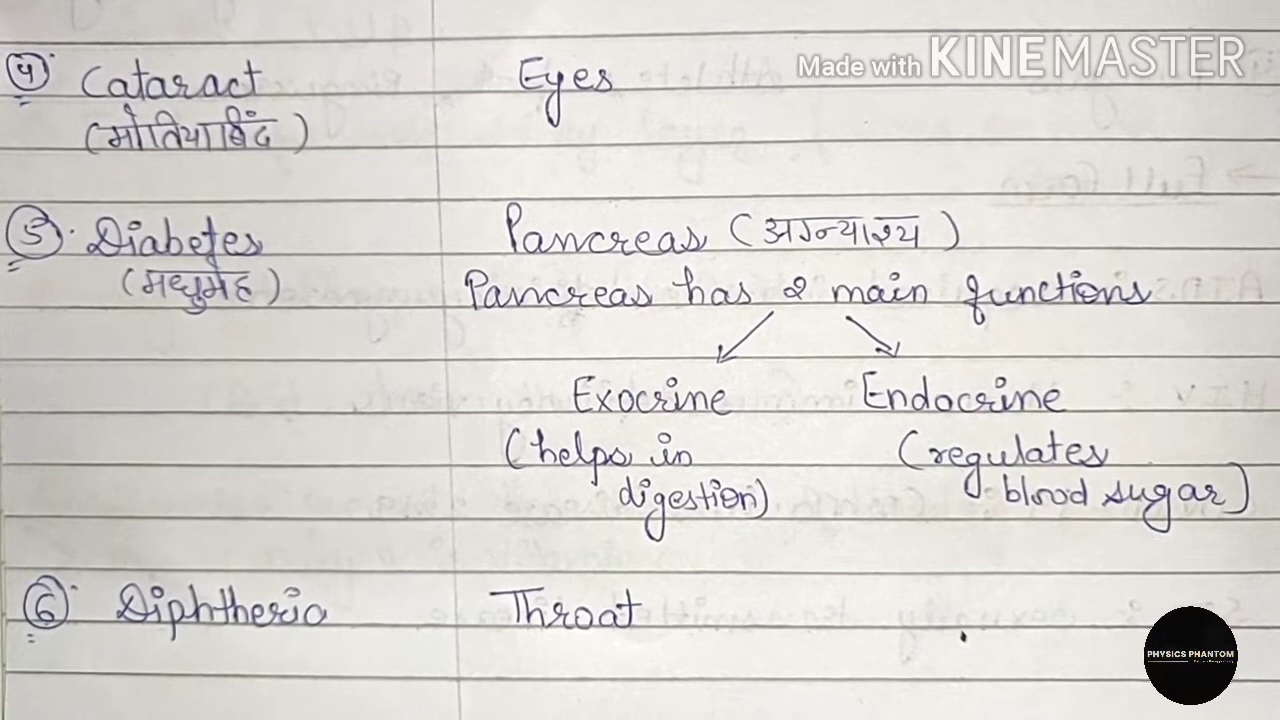 Made with KINEMASTER
4. Cataract Eyes
(मोतियाबिंद)
5. Diabetes Pancreas (अग्न्याश्य)
(मधुमेह) Pancreas has 2 main functions
Exocrine Endocrine
(helps in (regulates
digestion) blood sugar)
6. Diphtheria Throat
PHYSICS PHANTOM